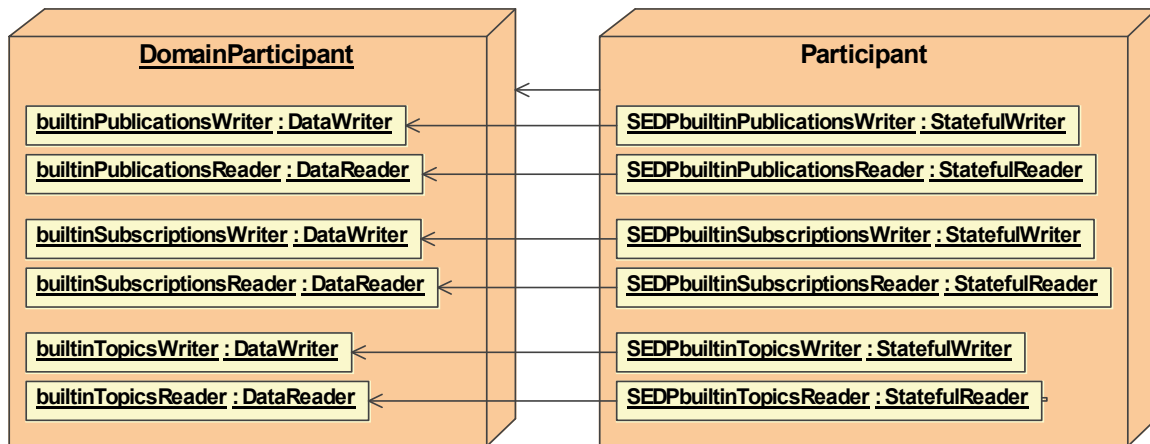 DomainParticipant
builtinPublicationsWriter : DataWriter
builtinPublicationsReader : DataReader
builtinSubscriptionsWriter : DataWriter
builtinSubscriptionsReader : DataReader
builtinTopicsWriter : DataWriter
builtinTopicsReader : DataReader
Participant
SEDPbuiltinPublicationsWriter : StatefulWriter
SEDPbuiltinPublicationsReader : StatefulReader
SEDPbuiltinSubscriptionsWriter : StatefulWriter
SEDPbuiltinSubscriptionsReader : StatefulReader
SEDPbuiltinTopicsWriter : StatefulWriter
SEDPbuiltinTopicsReader : StatefulReader